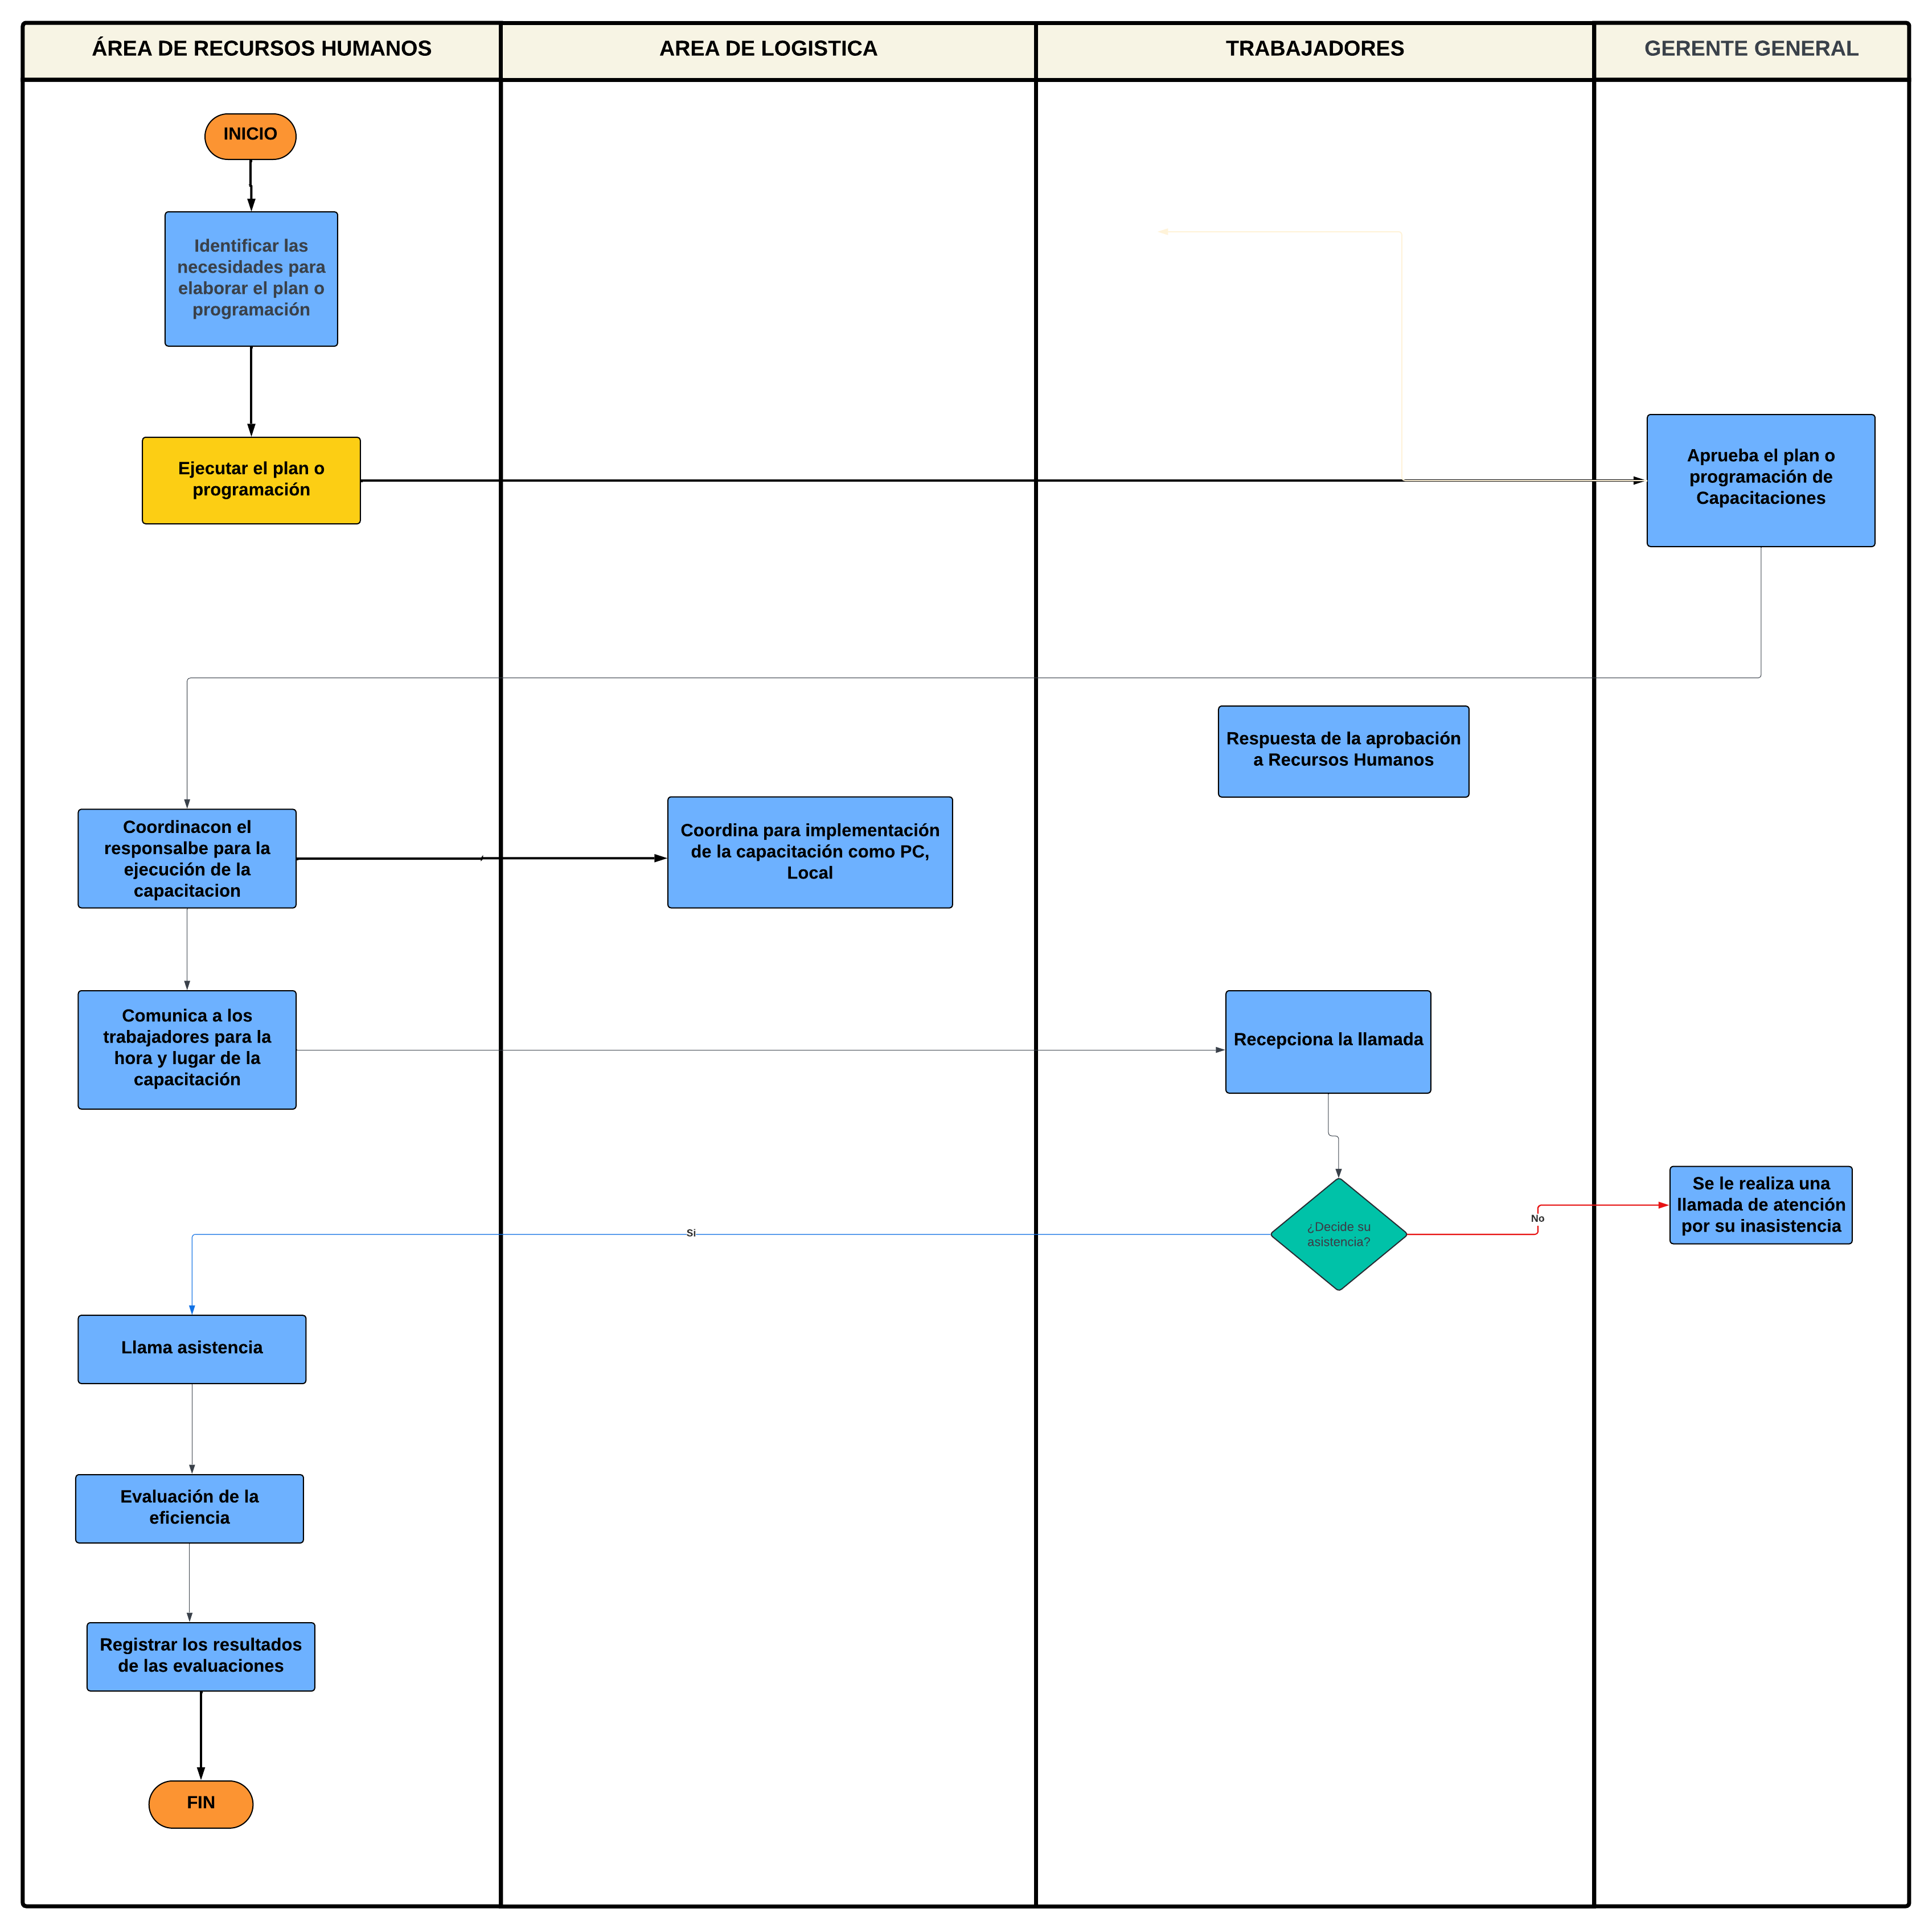 ÁREA DE RECURSOS HUMANOS
AREA DE LOGISTICA
TRABAJADORES
GERENTE GENERAL
INICIO
Identificar las
necesidades para
elaborar el plan o
programación
Ejecutar el plan o
programación
Aprueba el plan o
programación de
Capacitaciones
Respuesta de la aprobación
a Recursos Humanos
Coordinacon el
responsalbe para la
ejecución de la
capacitacion
Coordina para implementación
de la capacitación como PC,
Local
Comunica a los
trabajadores para la
hora y lugar de la
capacitación
Recepciona la llamada
¿Decide su
asistencia?
No
Se le realiza una
llamada de atención
por su inasistencia
Si
Llama asistencia
Evaluación de la
eficiencia
Registrar los resultados
de las evaluaciones
FIN